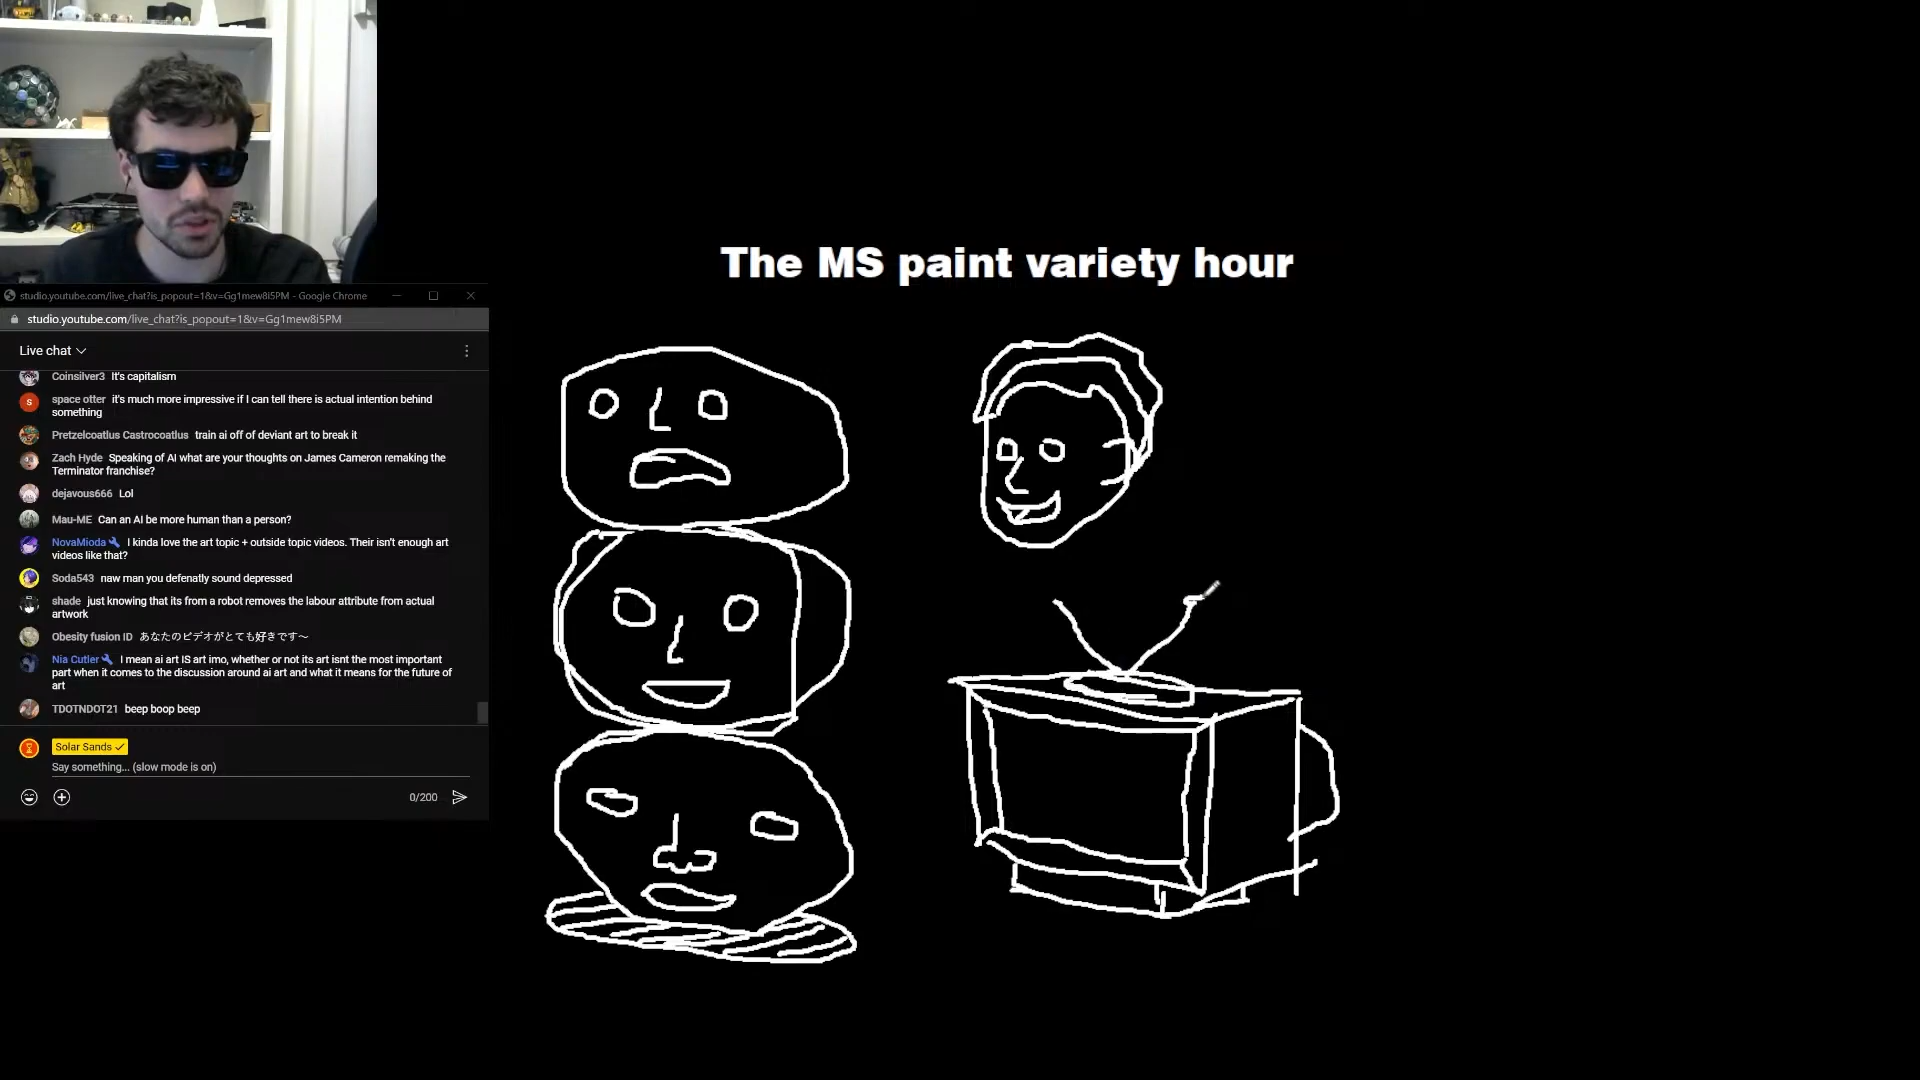 The MS paint variety hour
studio.youtube.com/live_chat?is_popout=1&v=Gg1mew8i5PM - Google Chrome
studio.youtube.com/live_chat?is_popout=1&v=Gg1mew8i5PM
Live chat
Coinsilver3 It's capitalism
space otter it's much more impressive if I can tell there is actual intention behind
something
Pretzelcoatlus Castrocoatlus train ai off of deviant art to break it
Zach Hyde Speaking of AI what are your thoughts on James Cameron remaking the
Terminator franchise?
dejavous666 Lol
Mau-ME Can an AI be more human than a person?
NovaMioda I kinda love the art topic + outside topic videos. Their isn't enough art
videos like that?
Soda543 naw man you defenatly sound depressed
shade just knowing that its from a robot removes the labour attribute from actual
artwork
Obesity fusion ID あなたのビデオがとても好きです〜
Nia Cutler I mean ai art IS art imo, whether or not its art isnt the most important
part when it comes to the discussion around ai art and what it means for the future of
art
TDOTNDOT21 beep boop beep
Solar Sands
Say something... (slow mode is on)
0/200